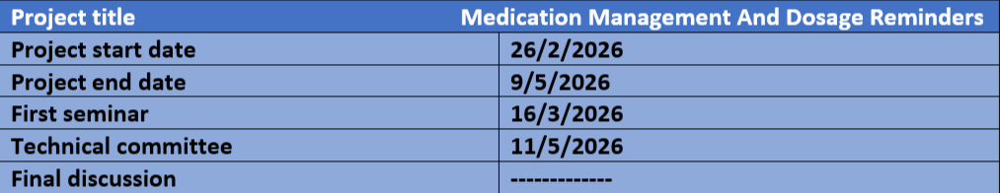 Project title Medication Management And Dosage Reminders
Project start date 26/2/2026
Project end date 9/5/2026
First seminar 16/3/2026
Technical committee 11/5/2026
Final discussion -------------